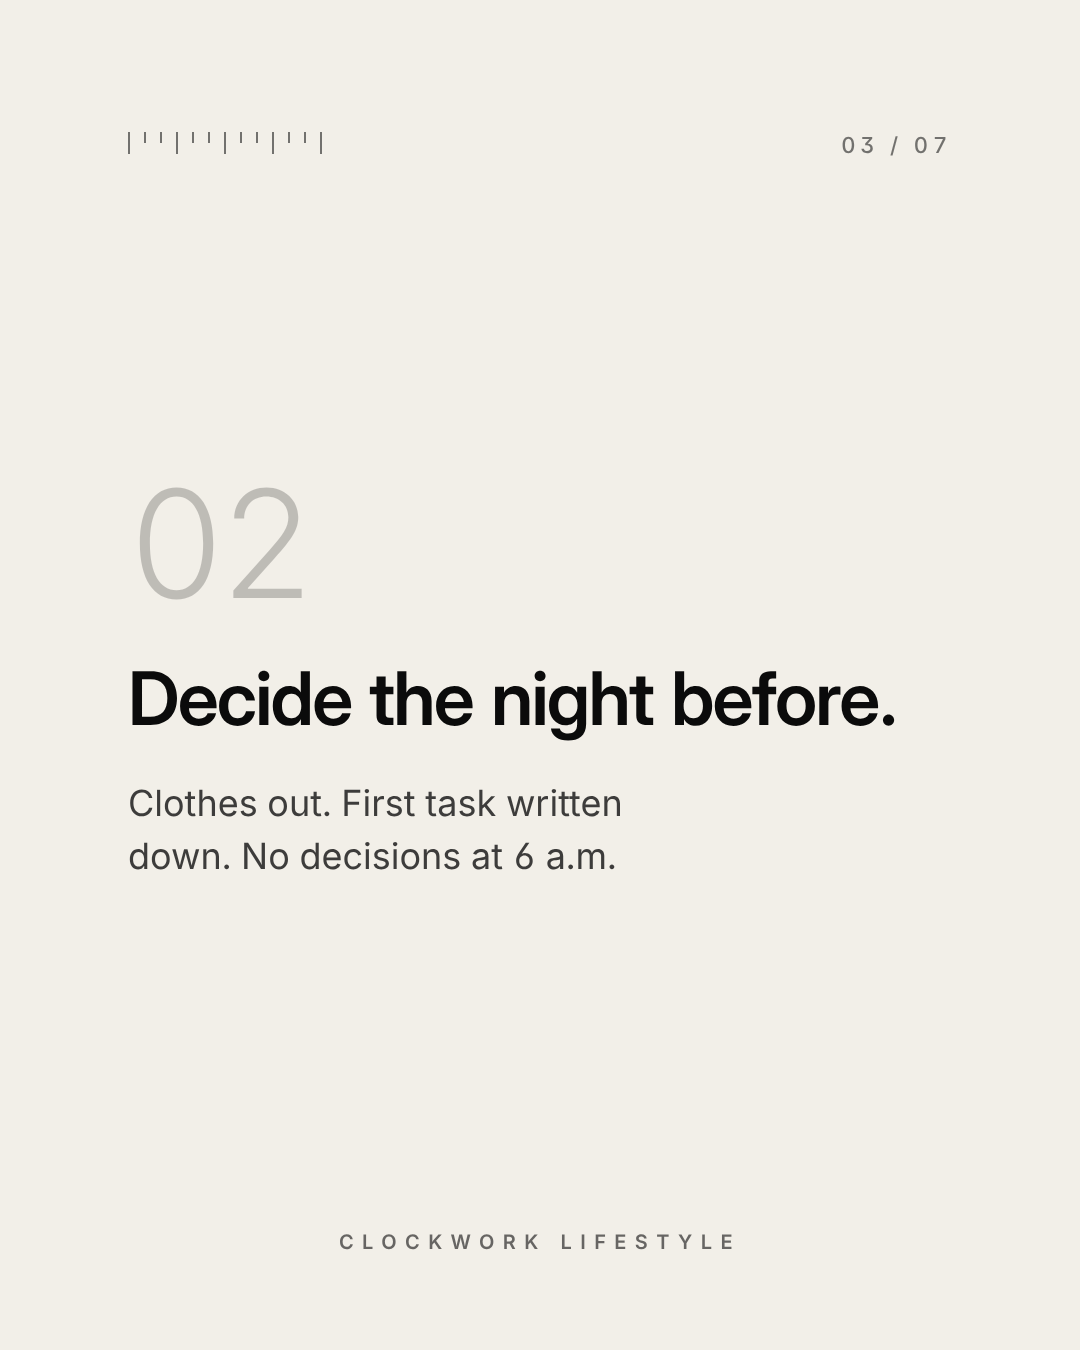 03 / 07
02
Decide the night before.
Clothes out. First task written
down. No decisions at 6 a.m.
CLOCKWORK LIFESTYLE